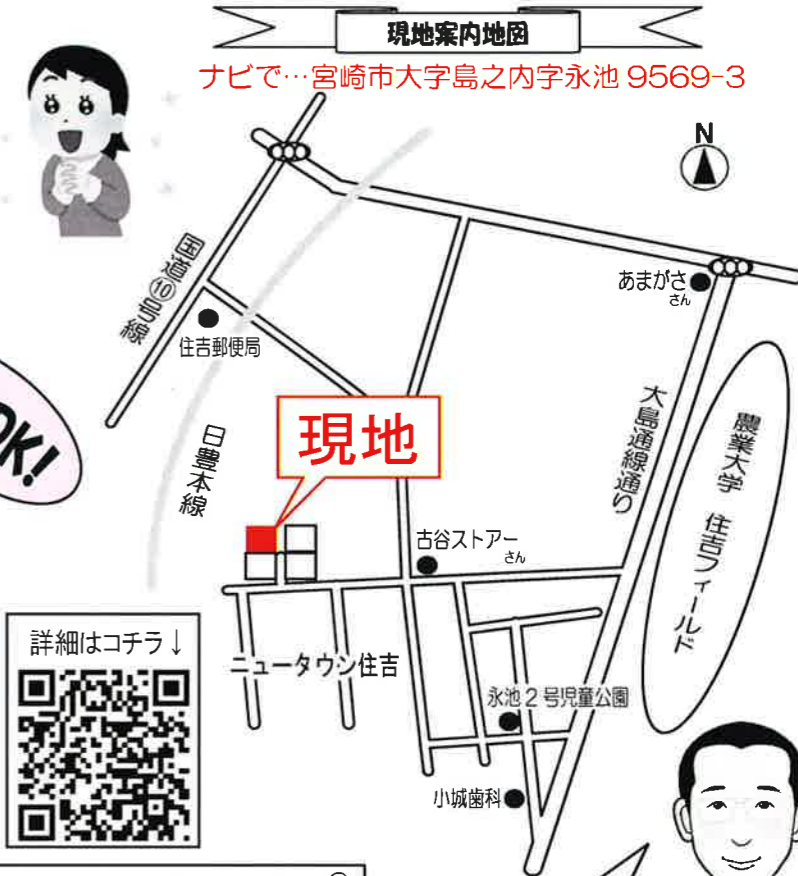 現地案内地図
ナビで…宮崎市大字島之内字永池 9569-3
N
国道⑩号線
住吉郵便局
あまがさ
さん
OK!
現地
日豊本線
大島通線通り
農業大学 住吉フィールド
古谷ストアー
さん
詳細はコチラ↓
ニュータウン住吉
永池2号児童公園
小城歯科